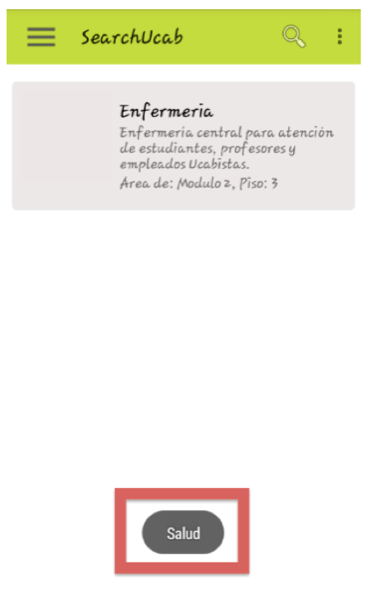 SearchUcab
Enfermeria
Enfermeria central para atención
de estudiantes, profesores y
empleados Ucabistas.
Area de: Modulo 2, Piso: 3
Salud